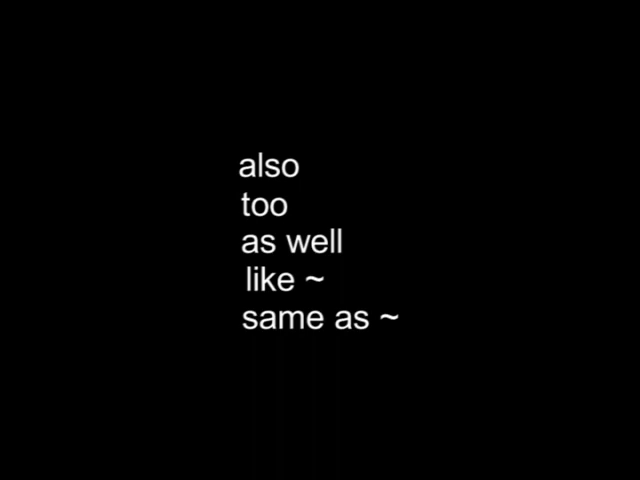 also
too
as well
like ~
same as ~